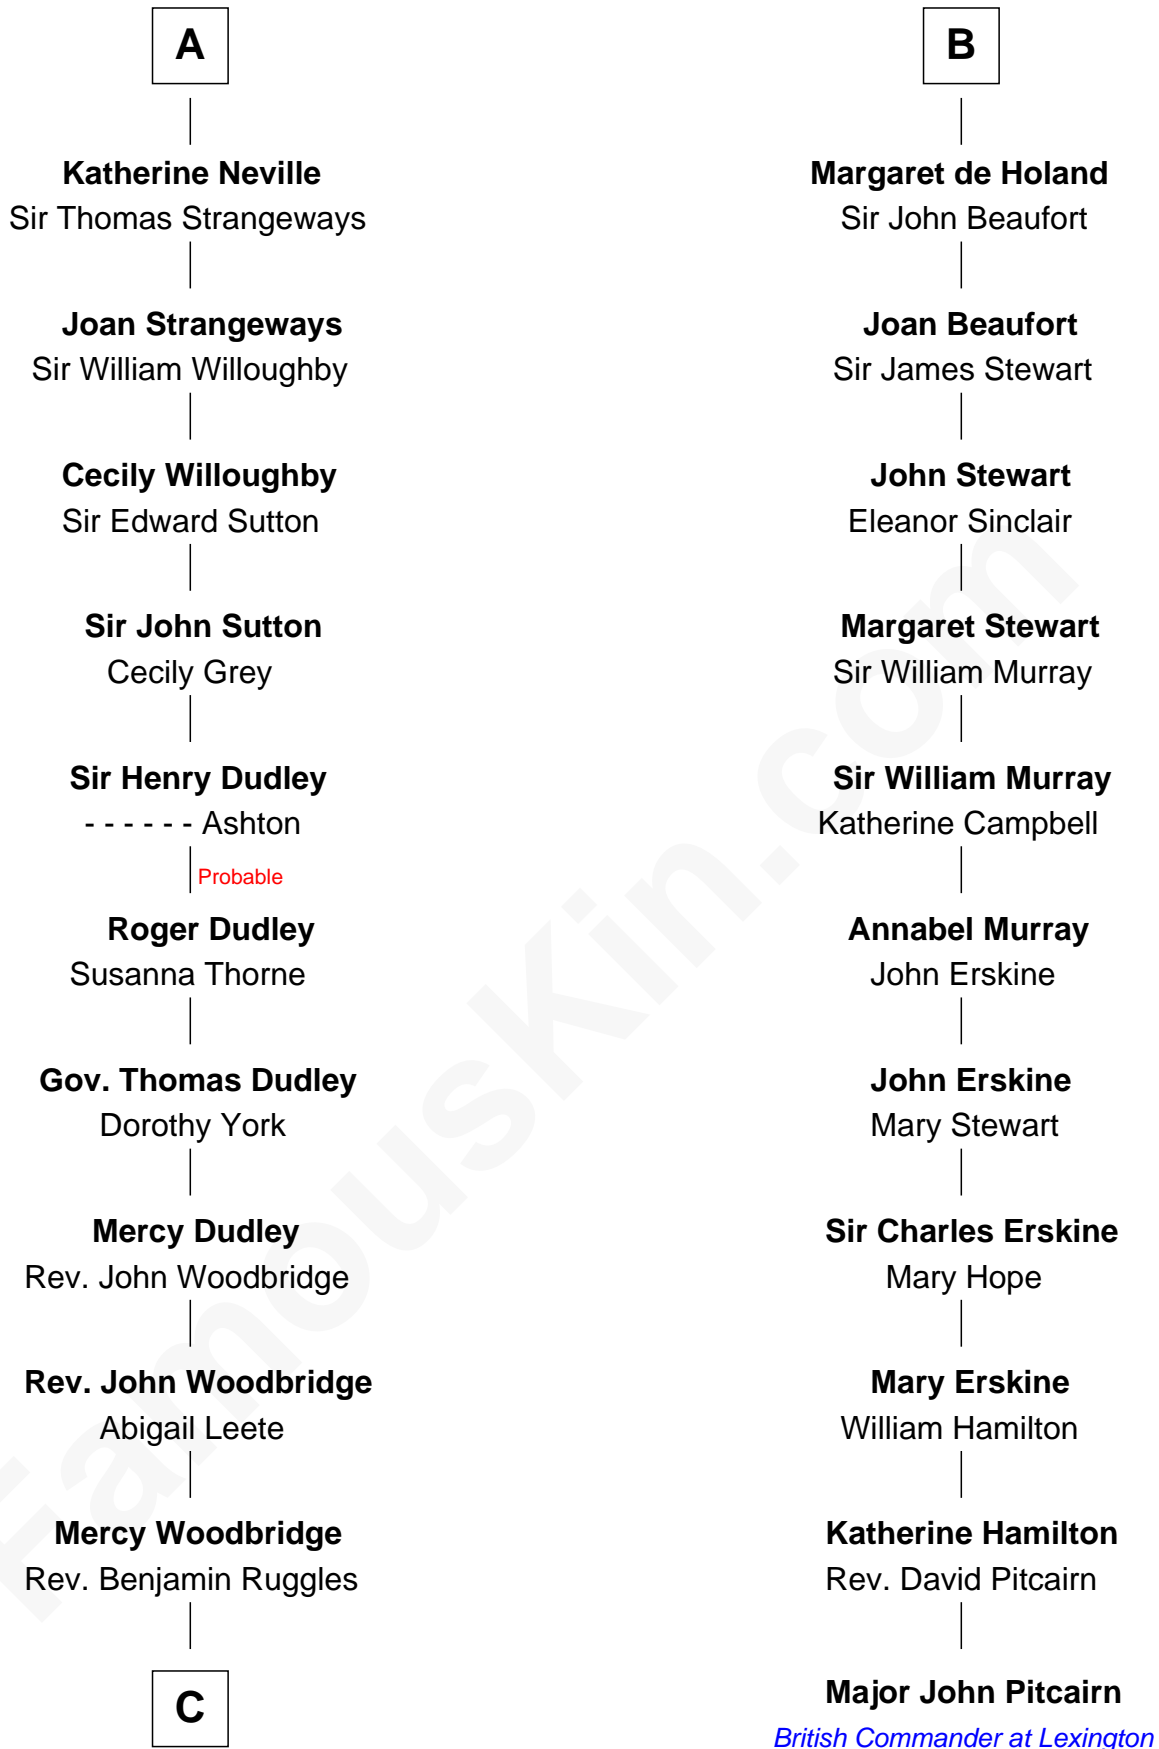 A
Katherine Neville
Sir Thomas Strangeways
Joan Strangeways
Sir William Willoughby
Cecily Willoughby
Sir Edward Sutton
Sir John Sutton
Cecily Grey
Sir Henry Dudley
- - - - - - Ashton
Probable
Roger Dudley
Susanna Thorne
Gov. Thomas Dudley
Dorothy York
Mercy Dudley
Rev. John Woodbridge
Rev. John Woodbridge
Abigail Leete
Mercy Woodbridge
Rev. Benjamin Ruggles
C
B
Margaret de Holand
Sir John Beaufort
Joan Beaufort
Sir James Stewart
John Stewart
Eleanor Sinclair
Margaret Stewart
Sir William Murray
Sir William Murray
Katherine Campbell
Annabel Murray
John Erskine
John Erskine
Mary Stewart
Sir Charles Erskine
Mary Hope
Mary Erskine
William Hamilton
Katherine Hamilton
Rev. David Pitcairn
Major John Pitcairn
British Commander at Lexington
FamousKin.com